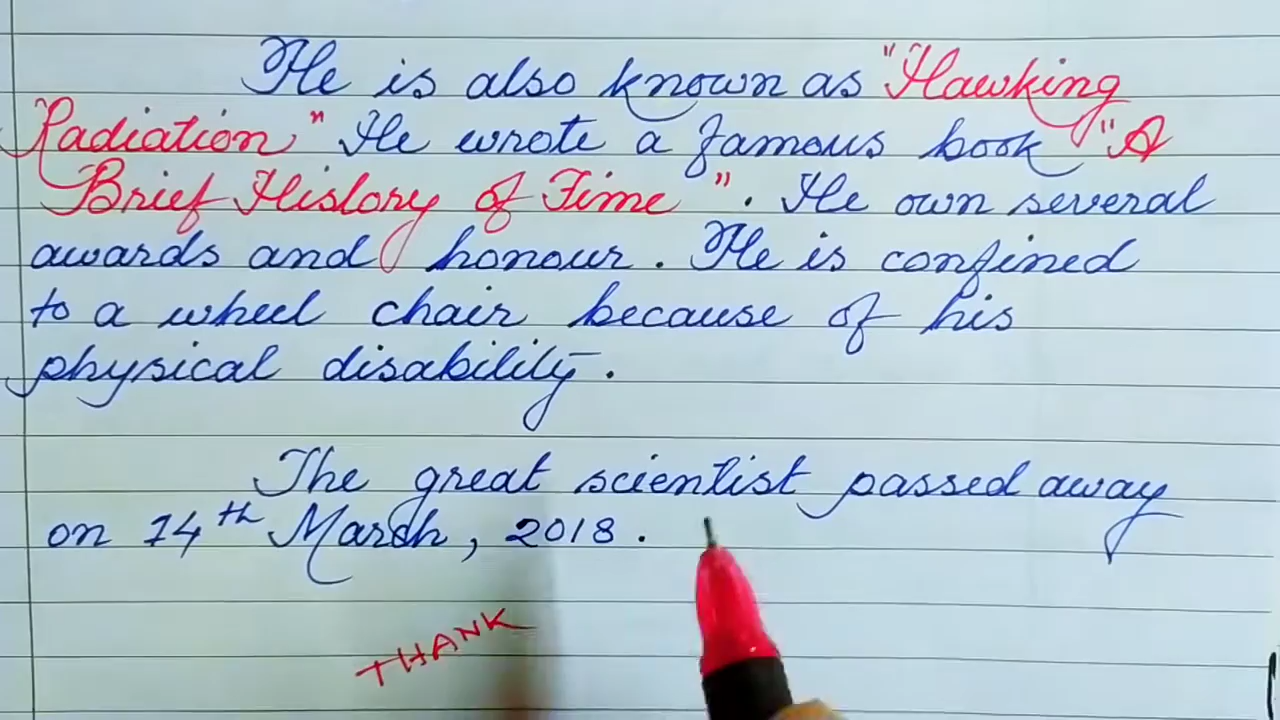 He is also known as "Hawking
Radiation" He wrote a famous book "A
Brief History of Time". He own several
awards and honour. He is confined
to a wheel chair because of his
physical disability.
The great scientist passed away
on 14th March, 2018.
THANK